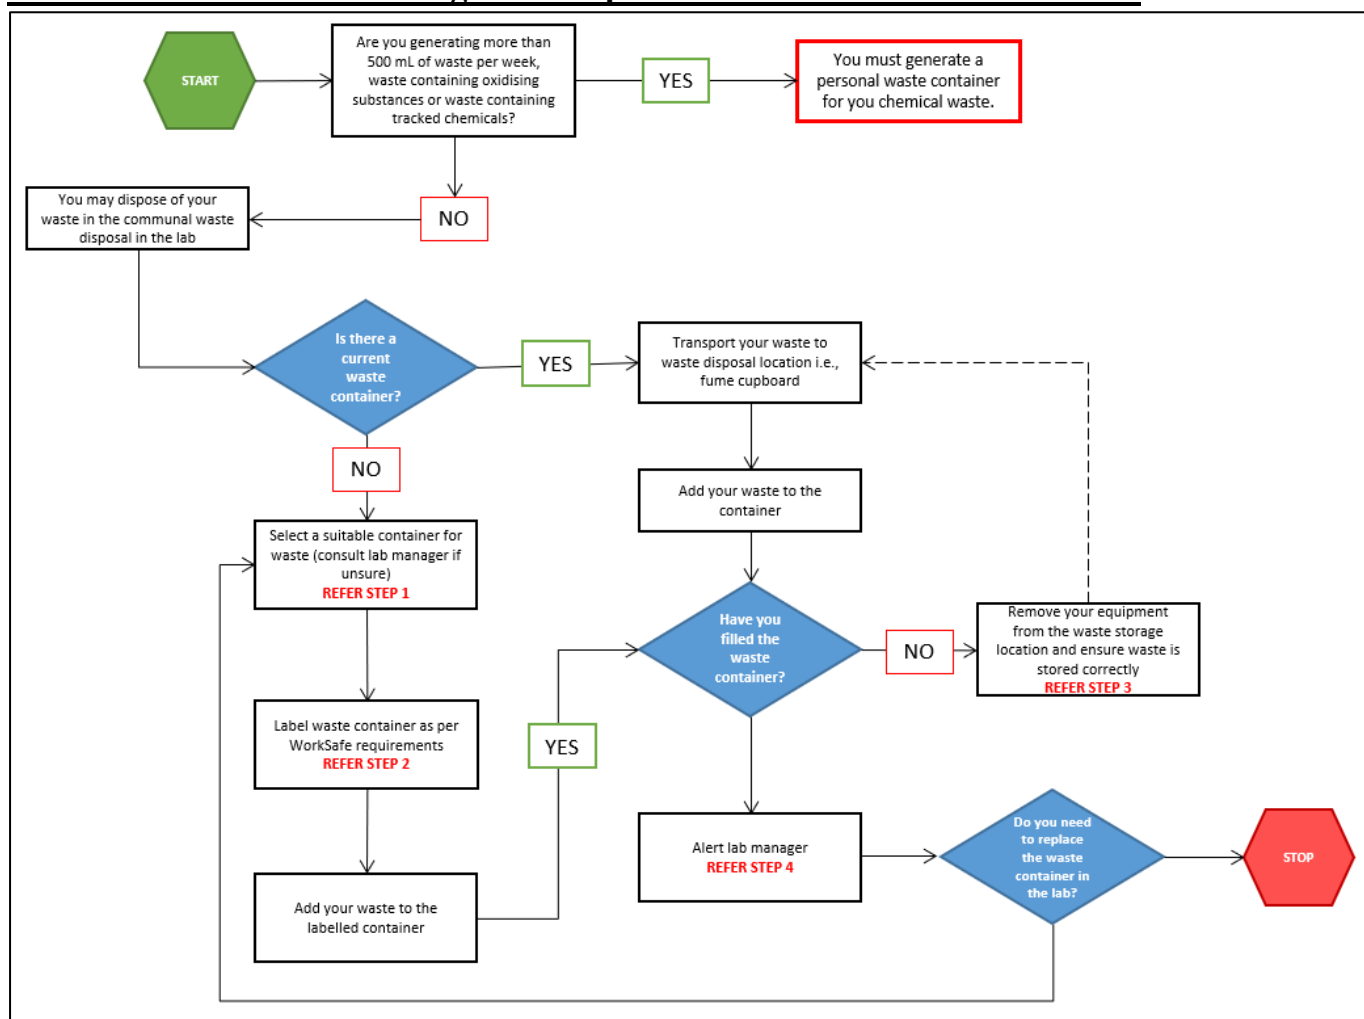 START
Are you generating more than
500 mL of waste per week,
waste containing oxidising
substances or waste containing
tracked chemicals?
YES
You must generate a
personal waste container
for you chemical waste.
NO
You may dispose of your
waste in the communal waste
disposal in the lab
Is there a
current
waste
container?
YES
Transport your waste to
waste disposal location i.e.,
fume cupboard
NO
Add your waste to the
container
Select a suitable container for
waste (consult lab manager if
unsure)
REFER STEP 1
Have you
filled the
waste
container?
NO
Remove your equipment
from the waste storage
location and ensure waste is
stored correctly
REFER STEP 3
Label waste container as per
WorkSafe requirements
REFER STEP 2
YES
Alert lab manager
REFER STEP 4
Do you need
to replace
the waste
container in
the lab?
STOP
Add your waste to the
labelled container